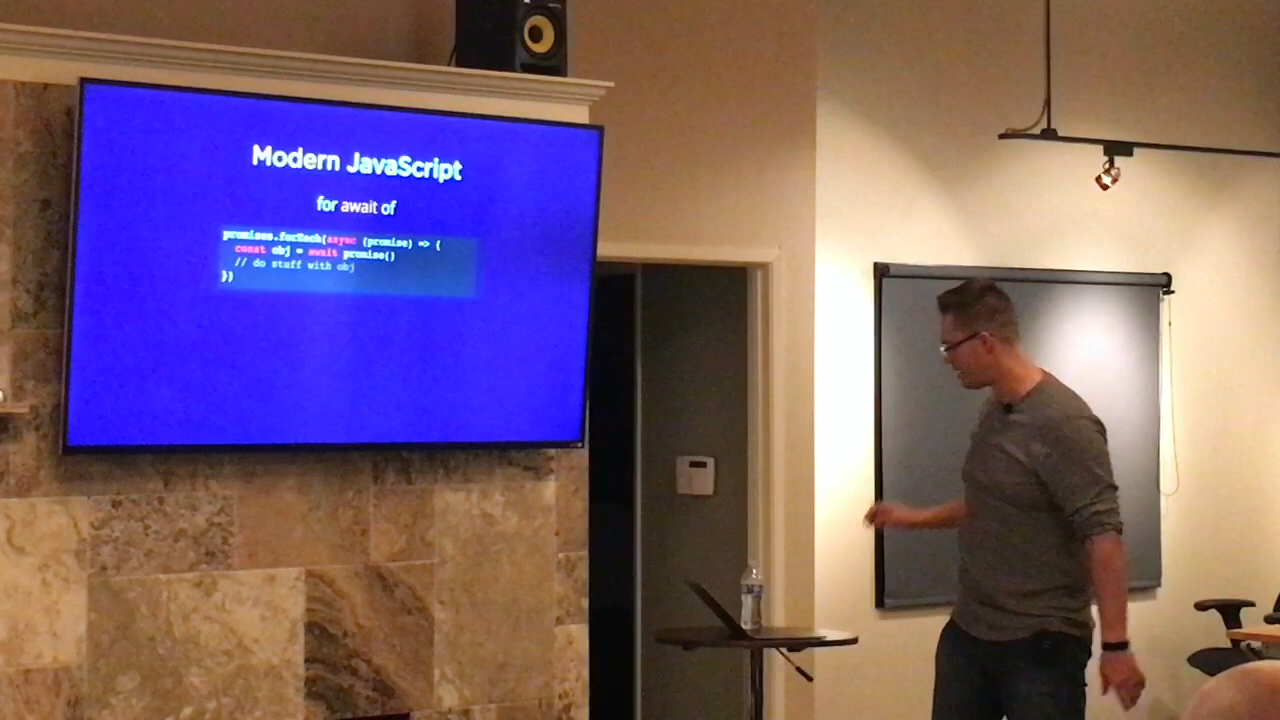 Modern JavaScript
for await of
promises.forEach(async (promise) => {
  const obj = await promise()
  // do stuff with obj
})